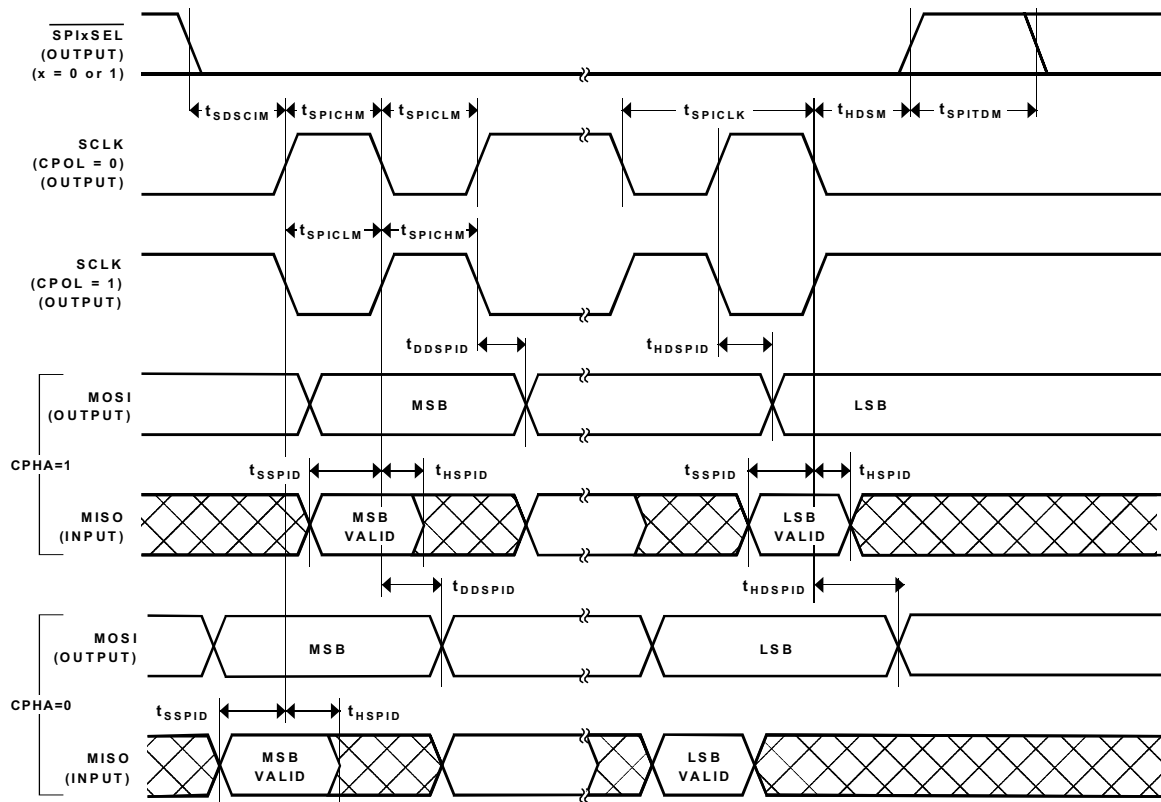 SPIxSEL
(OUTPUT)
(x = 0 or 1)
tSDSCIM
tSPICHM
tSPICLM
tSPICLK
tHDSM
tSPITDM
SCLK
(CPOL = 0)
(OUTPUT)
tSPICLM
tSPICHM
SCLK
(CPOL = 1)
(OUTPUT)
tDDSPID
tHDSPID
CPHA=1
MOSI
(OUTPUT)
MSB
LSB
tSSPID
tHSPID
tSSPID
tHSPID
MISO
(INPUT)
MSB
VALID
LSB
VALID
tDDSPID
tHDSPID
CPHA=0
MOSI
(OUTPUT)
MSB
LSB
tSSPID
tHSPID
MISO
(INPUT)
MSB
VALID
LSB
VALID